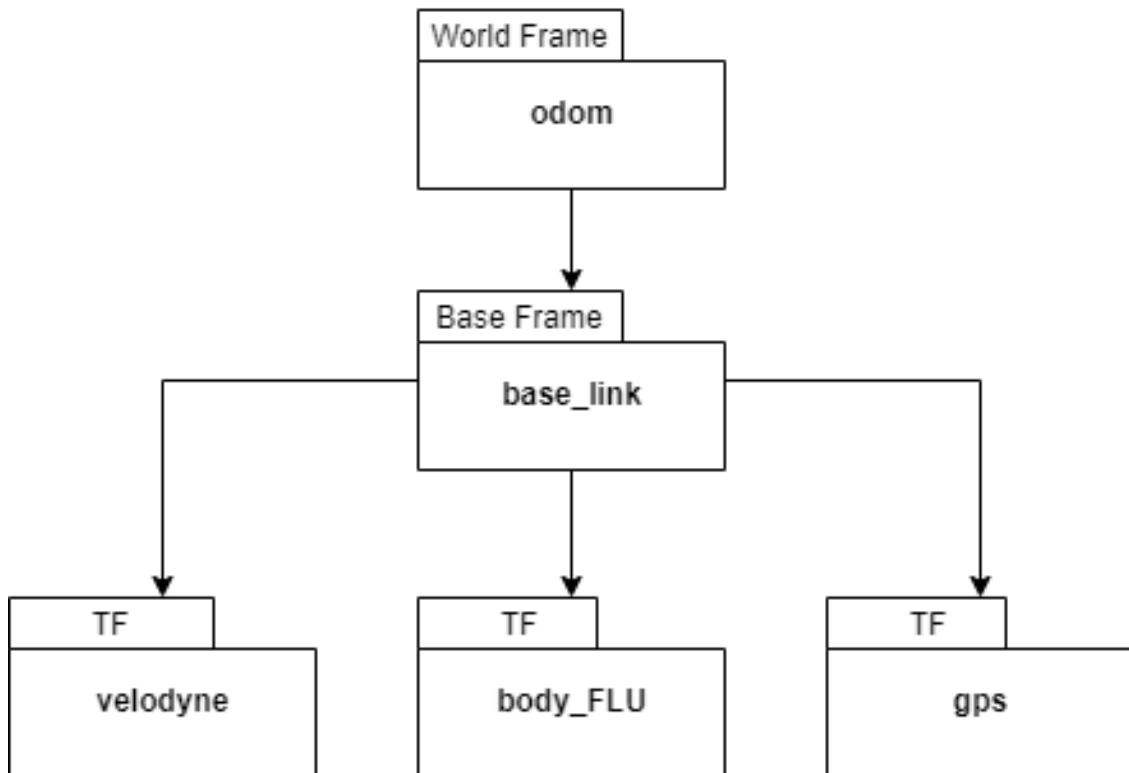 World Frame
odom
Base Frame
base_link
TF
velodyne
TF
body_FLU
TF
gps